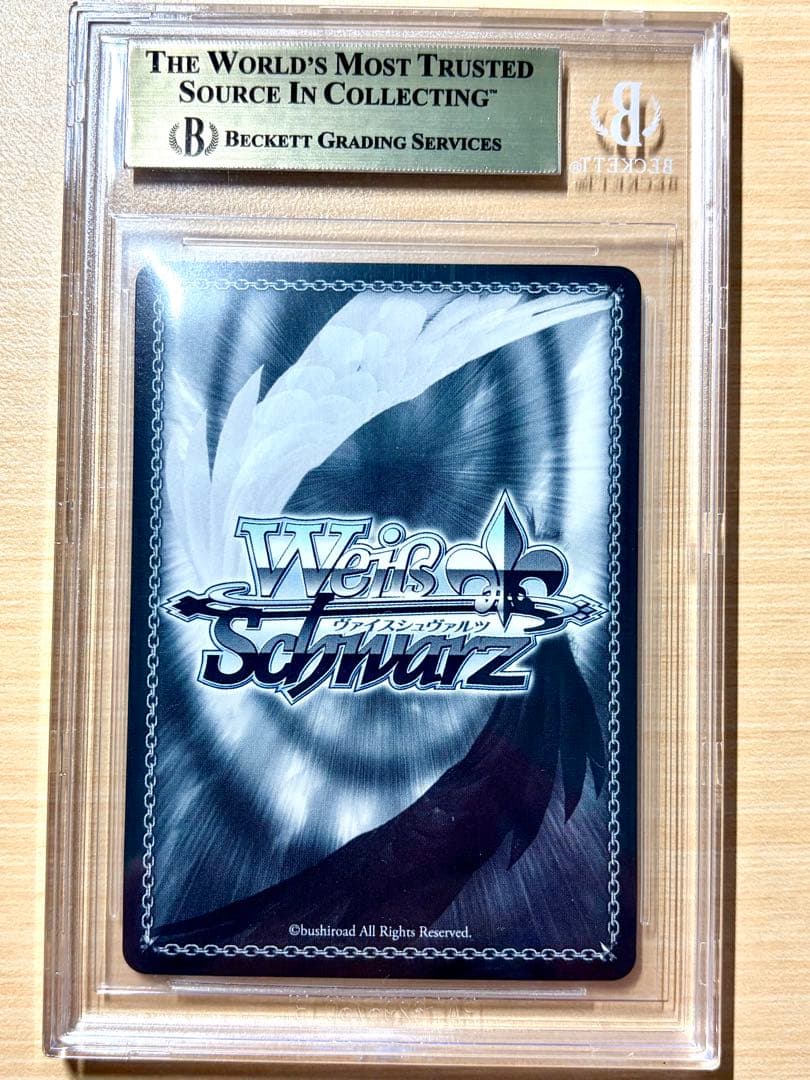 THE WORLD'S MOST TRUSTED
SOURCE IN COLLECTING™
B BECKETT GRADING SERVICES
B
BECKETT®
Weiß
ヴァイスシュヴァルツ
Schwarz
©bushiroad All Rights Reserved.